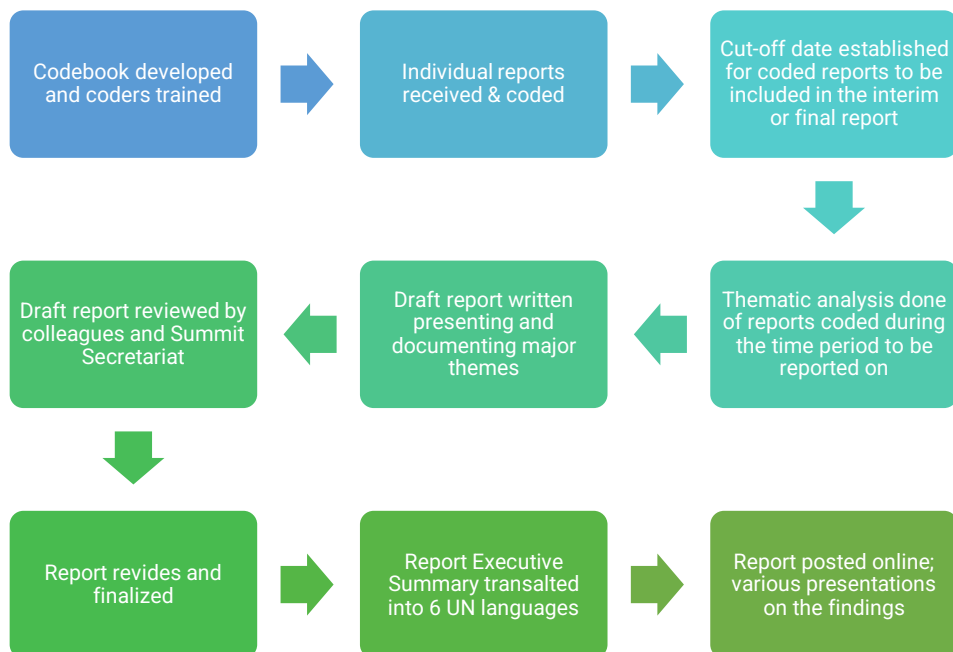 Codebook developed
and coders trained
Individual reports
received & coded
Cut-off date established
for coded reports to be
included in the interim
or final report
Thematic analysis done
of reports coded during
the time period to be
reported on
Draft report written
presenting and
documenting major
themes
Draft report reviewed by
colleagues and Summit
Secretariat
Report revides and
finalized
Report Executive
Summary transalted
into 6 UN languages
Report posted online;
various presentations
on the findings